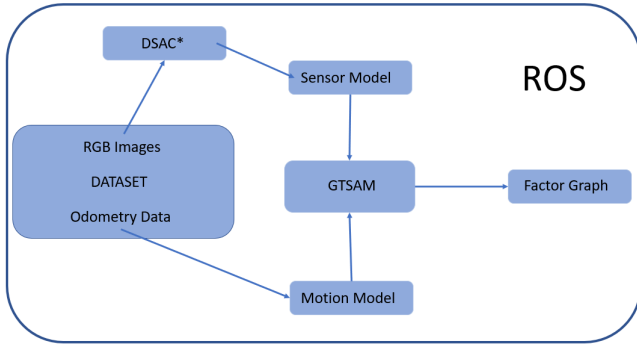 DSAC*
ROS
Sensor Model
RGB Images
DATASET
Odometry Data
GTSAM
Factor Graph
Motion Model